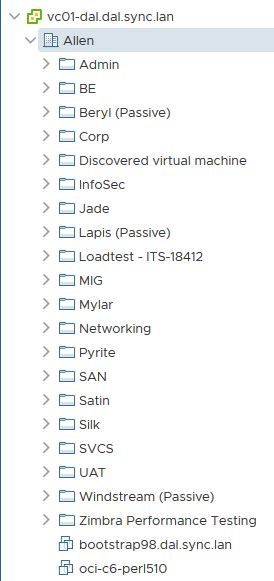 vc01-dal.dal.sync.lan
Allen
Admin
BE
Beryl (Passive)
Corp
Discovered virtual machine
InfoSec
Jade
Lapis (Passive)
Loadtest - ITS-18412
MIG
Mylar
Networking
Pyrite
SAN
Satin
Silk
SVCS
UAT
Windstream (Passive)
Zimbra Performance Testing
bootstrap98.dal.sync.lan
oci-c6-perl510